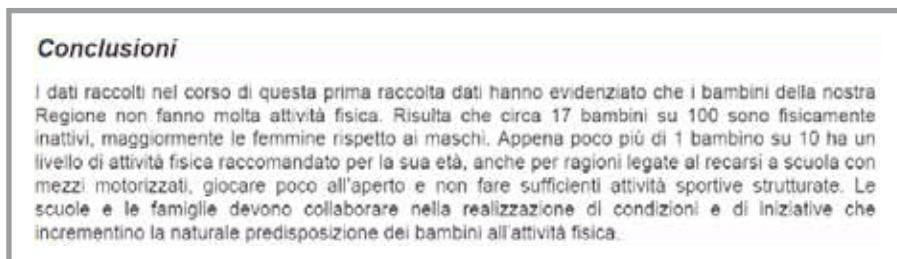 Conclusioni
I dati raccolti nel corso di questa prima raccolta dati hanno evidenziato che i bambini della nostra
Regione non fanno molta attività fisica. Risulta che circa 17 bambini su 100 sono fisicamente
inattivi, maggiormente le femmine rispetto ai maschi. Appena poco più di 1 bambino su 10 ha un
livello di attività fisica raccomandato per la sua età, anche per ragioni legate al recarsi a scuola con
mezzi motorizzati, giocare poco all'aperto e non fare sufficienti attività sportive strutturate. Le
scuole e le famiglie devono collaborare nella realizzazione di condizioni e di iniziative che
incrementino la naturale predisposizione dei bambini all'attività fisica.